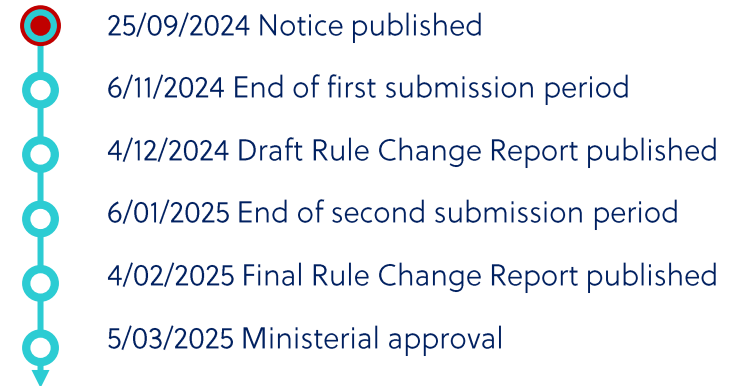 25/09/2024 Notice published
6/11/2024 End of first submission period
4/12/2024 Draft Rule Change Report published
6/01/2025 End of second submission period
4/02/2025 Final Rule Change Report published
5/03/2025 Ministerial approval